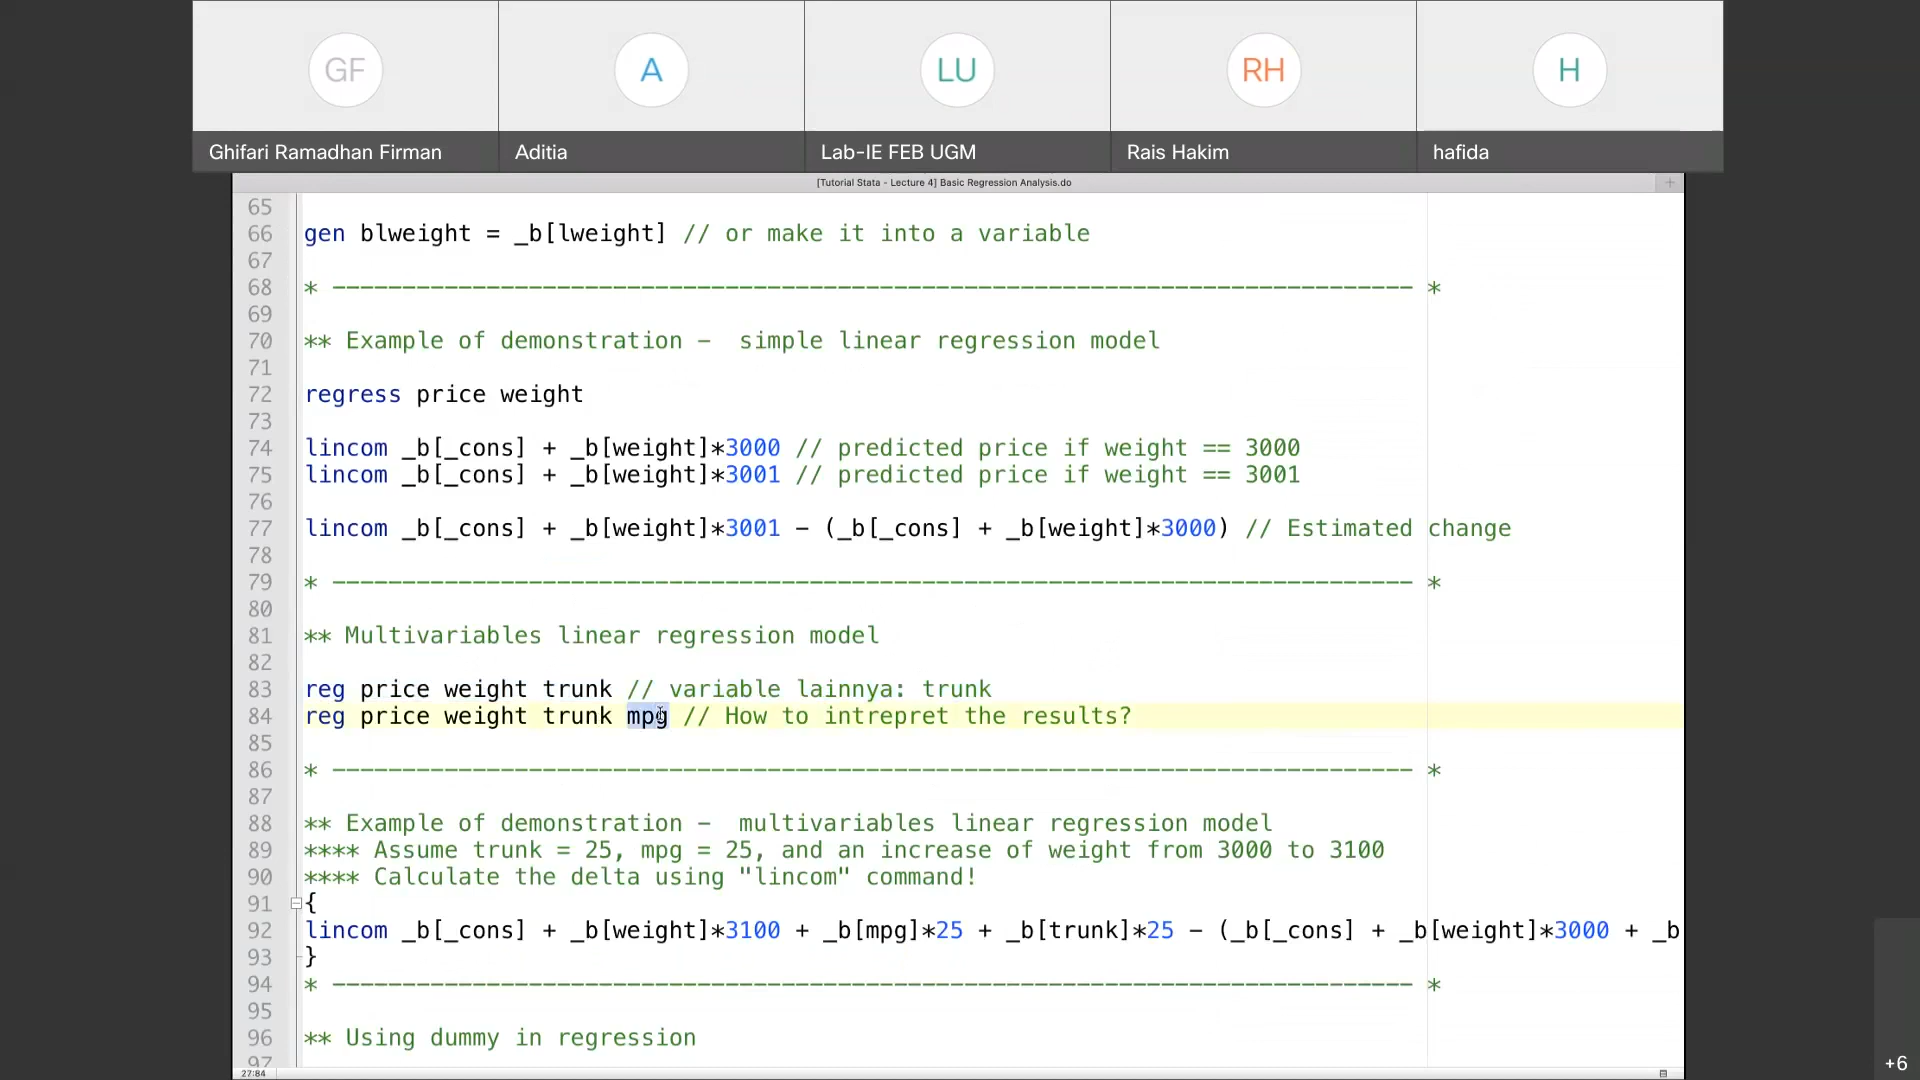 GF
A
LU
RH
H
Ghifari Ramadhan Firman
Aditia
Lab-IE FEB UGM
Rais Hakim
hafida
[Tutorial Stata - Lecture 4] Basic Regression Analysis.do
65
66 gen blweight = _b[lweight] // or make it into a variable
67
68 * ------------------------------------------------------------------------------ *
69
70 ** Example of demonstration - simple linear regression model
71
72 regress price weight
73
74 lincom _b[_cons] + _b[weight]*3000 // predicted price if weight == 3000
75 lincom _b[_cons] + _b[weight]*3001 // predicted price if weight == 3001
76
77 lincom _b[_cons] + _b[weight]*3001 - (_b[_cons] + _b[weight]*3000) // Estimated change
78
79 * ------------------------------------------------------------------------------ *
80
81 ** Multivariables linear regression model
82
83 reg price weight trunk // variable lainnya: trunk
84 reg price weight trunk mpg // How to intrepret the results?
85
86 * ------------------------------------------------------------------------------ *
87
88 ** Example of demonstration - multivariables linear regression model
89 **** Assume trunk = 25, mpg = 25, and an increase of weight from 3000 to 3100
90 **** Calculate the delta using "lincom" command!
91 {
92 lincom _b[_cons] + _b[weight]*3100 + _b[mpg]*25 + _b[trunk]*25 - (_b[_cons] + _b[weight]*3000 + _b
93 }
94 * ------------------------------------------------------------------------------ *
95
96 ** Using dummy in regression
97
27:84
+6